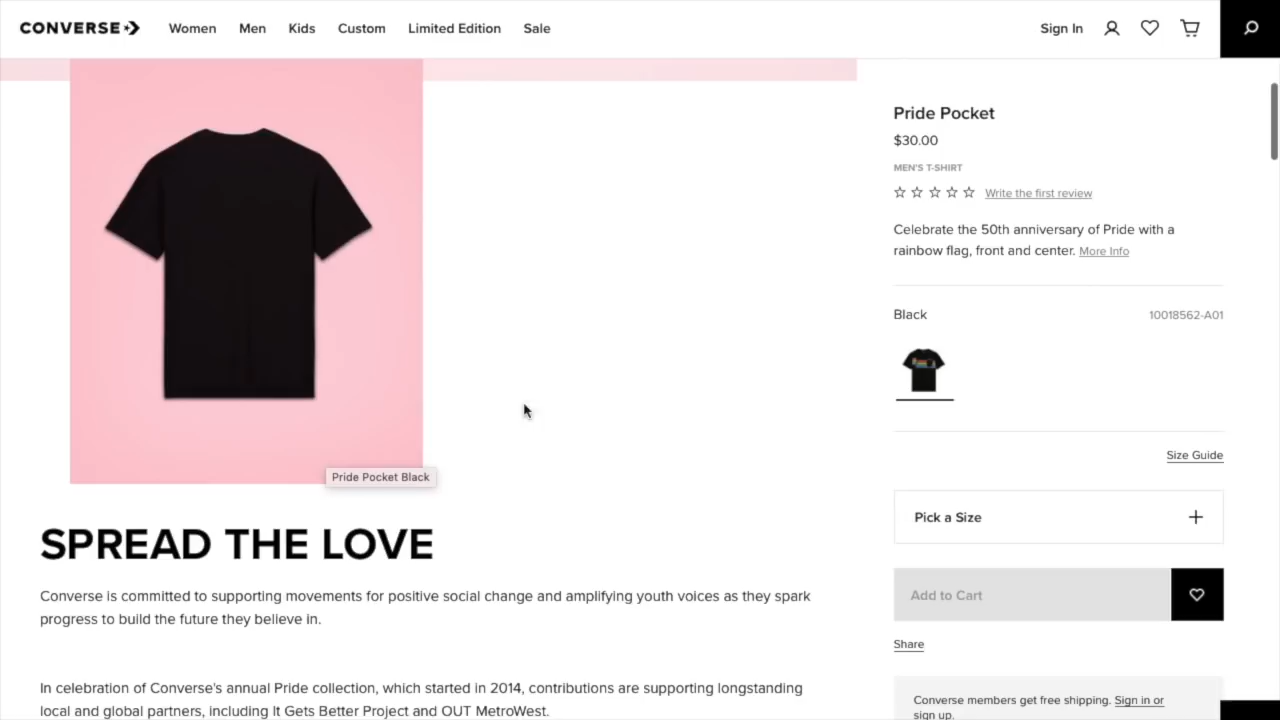 CONVERSE
Women Men Kids Custom Limited Edition Sale
Sign In
Pride Pocket
$30.00
MEN'S T-SHIRT
Write the first review
Celebrate the 50th anniversary of Pride with a
rainbow flag, front and center. More Info
Black
10018562-A01
Size Guide
Pick a Size
Add to Cart
Share
Converse members get free shipping. Sign in or
sign up.
Pride Pocket Black
SPREAD THE LOVE
Converse is committed to supporting movements for positive social change and amplifying youth voices as they spark
progress to build the future they believe in.
In celebration of Converse's annual Pride collection, which started in 2014, contributions are supporting longstanding
local and global partners, including It Gets Better Project and OUT MetroWest.